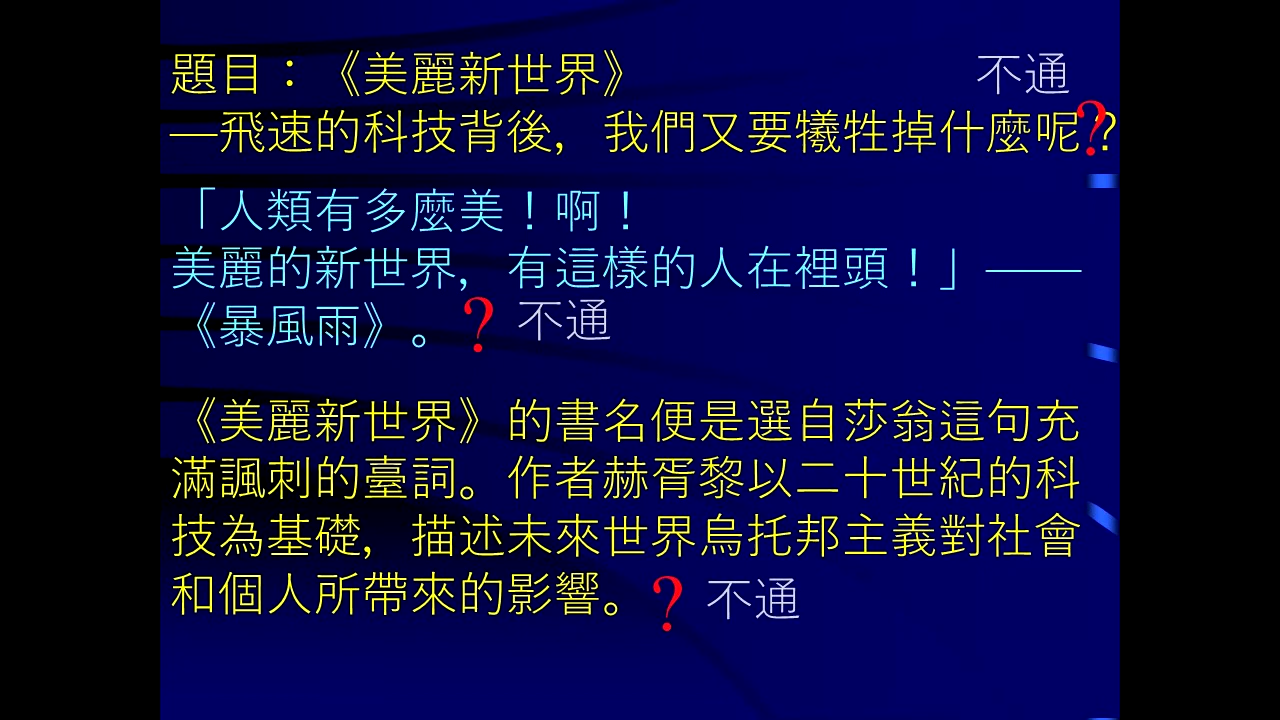 題目：《美麗新世界》 不通
—飛速的科技背後，我們又要犧牲掉什麼呢？?
「人類有多麼美！啊！
美麗的新世界，有這樣的人在裡頭！」——
《暴風雨》。? 不通
《美麗新世界》的書名便是選自莎翁這句充
滿諷刺的臺詞。作者赫胥黎以二十世紀的科
技為基礎，描述未來世界烏托邦主義對社會
和個人所帶來的影響。? 不通